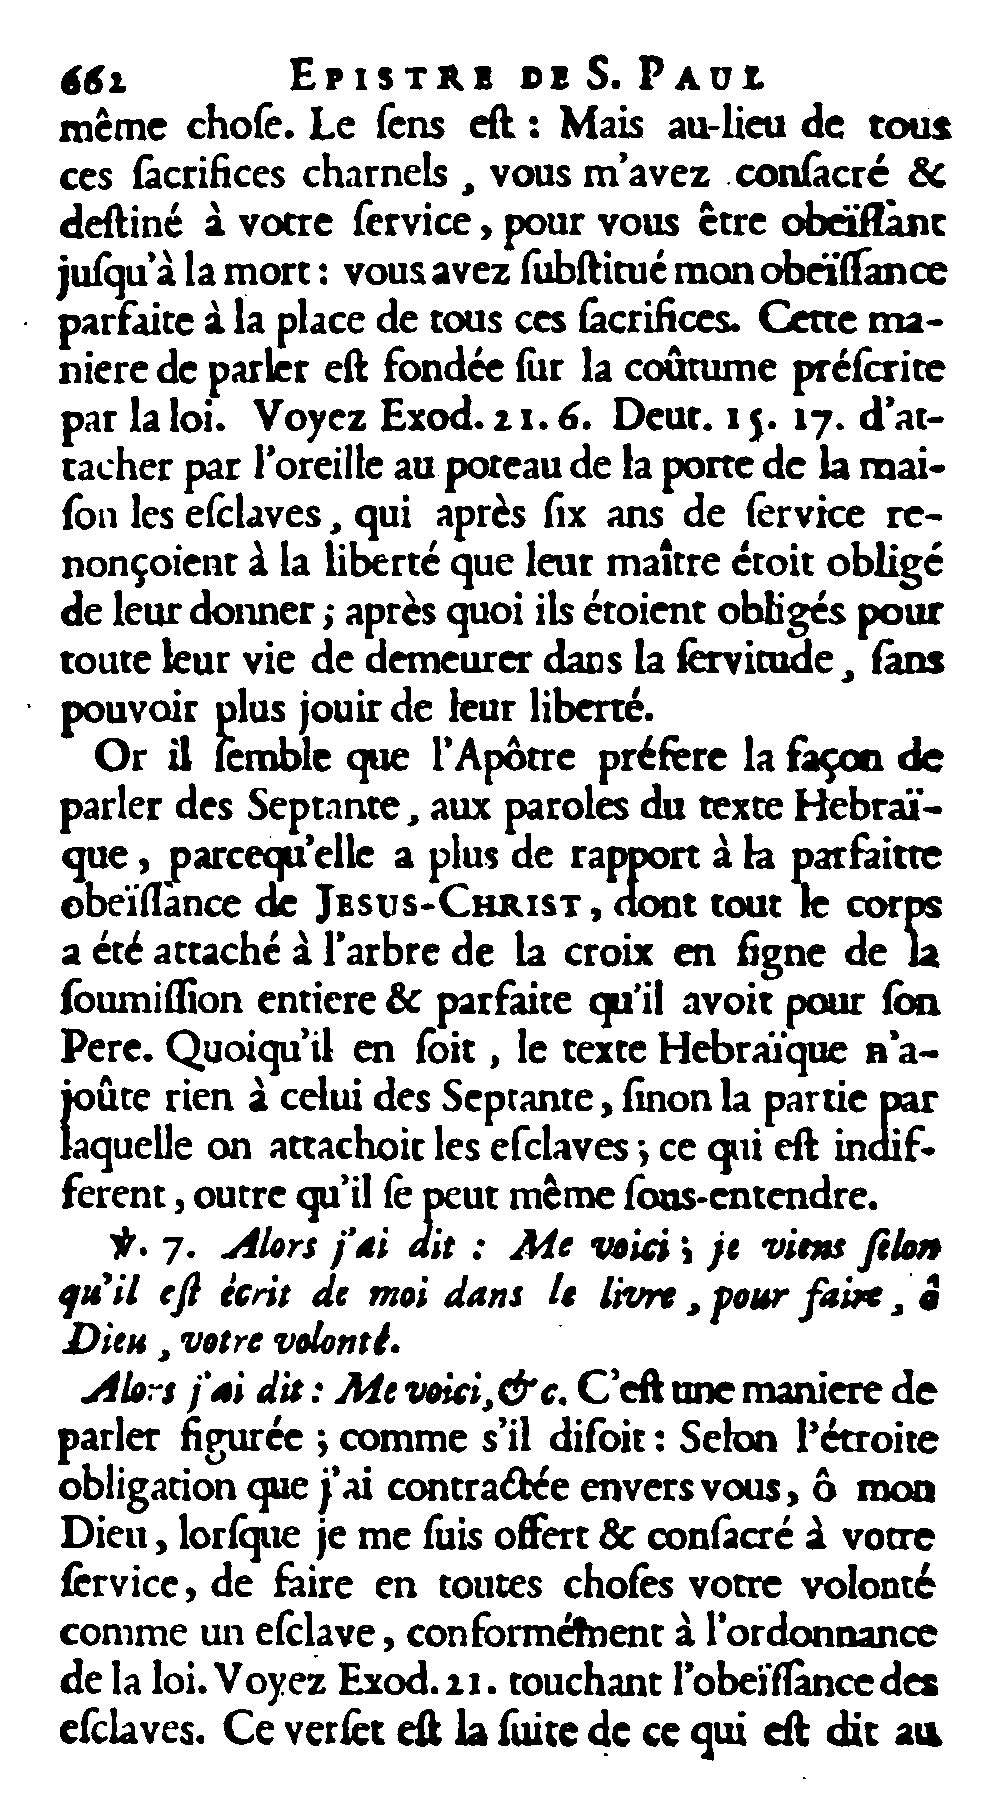 662 EPISTRE DE S. PAUL
même choſe. Le ſens eſt : Mais au-lieu de tous
ces ſacrifices charnels, vous m'avez conſacré &
deſtiné à votre ſervice, pour vous être obeïſſant
juſqu'à la mort : vous avez ſubſtitué mon obeïſſance
parfaite à la place de tous ces ſacrifices. Cette ma-
niere de parler eſt fondée ſur la coûtume préſcrite
par la loi. Voyez Exod. 21. 6. Deut. 15. 17. d'at-
tacher par l'oreille au poteau de la porte de la mai-
ſon les eſclaves, qui après ſix ans de ſervice re-
nonçoient à la liberté que leur maître étoit obligé
de leur donner ; après quoi ils étoient obligés pour
toute leur vie de demeurer dans la ſervitude, ſans
pouvoir plus jouir de leur liberté.
Or il ſemble que l'Apôtre préfere la façon de
parler des Septante, aux paroles du texte Hebraï-
que, parcequ'elle a plus de rapport à la parfaitte
obeïſſance de JESUS-CHRIST, dont tout le corps
a été attaché à l'arbre de la croix en ſigne de la
ſoumiſſion entiere & parfaite qu'il avoit pour ſon
Pere. Quoiqu'il en ſoit, le texte Hebraïque n'a-
joûte rien à celui des Septante, ſinon la partie par
laquelle on attachoit les eſclaves ; ce qui eſt indif-
ferent, outre qu'il ſe peut même ſous-entendre.
℣. 7. Alors j'ai dit : Me voici ; je viens ſelon
qu'il eſt écrit de moi dans le livre, pour faire, ô
Dieu, votre volonté.
Alors j'ai dit : Me voici, &c. C'eſt une maniere de
parler figurée ; comme s'il diſoit : Selon l'étroite
obligation que j'ai contractée envers vous, ô mon
Dieu, lorſque je me ſuis offert & conſacré à votre
ſervice, de faire en toutes choſes votre volonté
comme un eſclave, conformément à l'ordonnance
de la loi. Voyez Exod. 21. touchant l'obeïſſance des
eſclaves. Ce verſet eſt la ſuite de ce qui eſt dit au